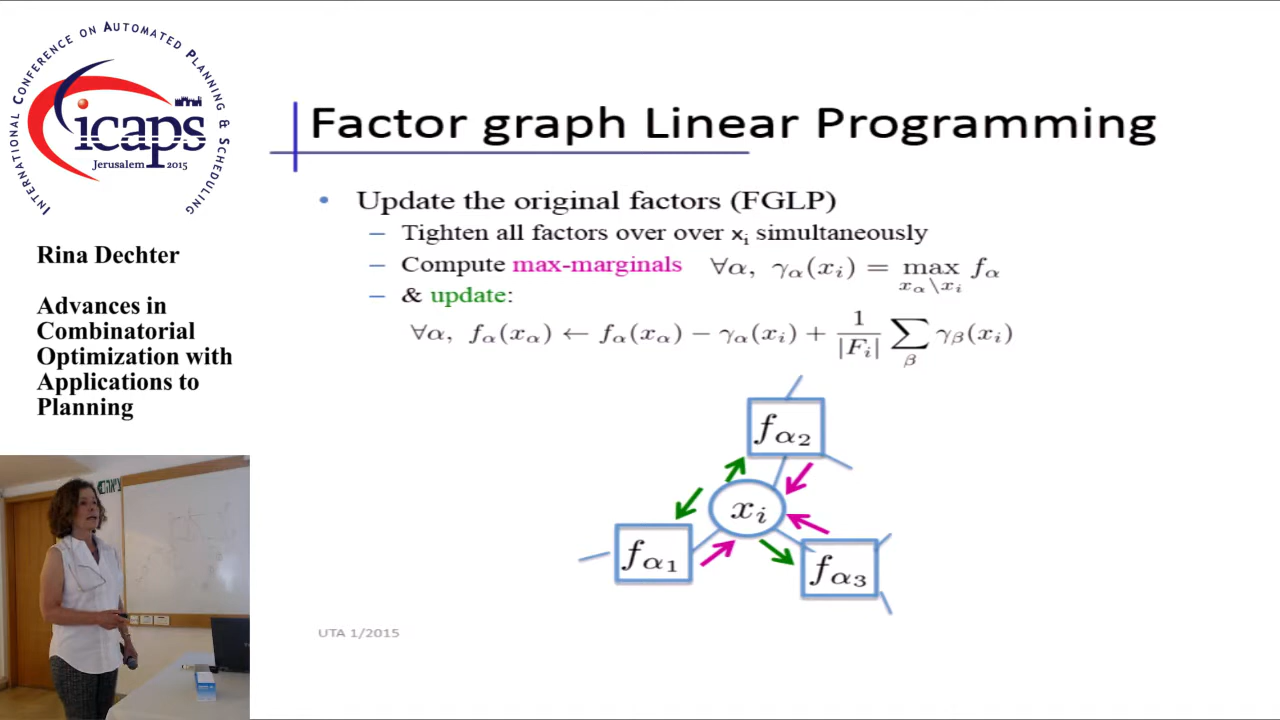 INTERNATIONAL CONFERENCE ON AUTOMATED PLANNING & SCHEDULING
icaps
Jerusalem 2015
Rina Dechter
Advances in
Combinatorial
Optimization with
Applications to
Planning
Factor graph Linear Programming
• Update the original factors (FGLP)
– Tighten all factors over over xᵢ simultaneously
– Compute max-marginals ∀α, γ_α(x_i) = max_{x_α\x_i} f_α
– & update:
∀α, f_α(x_α) ← f_α(x_α) − γ_α(x_i) + 1/|F_i| ∑_β γ_β(x_i)
f_α2
x_i
f_α1
f_α3
UTA 1/2015